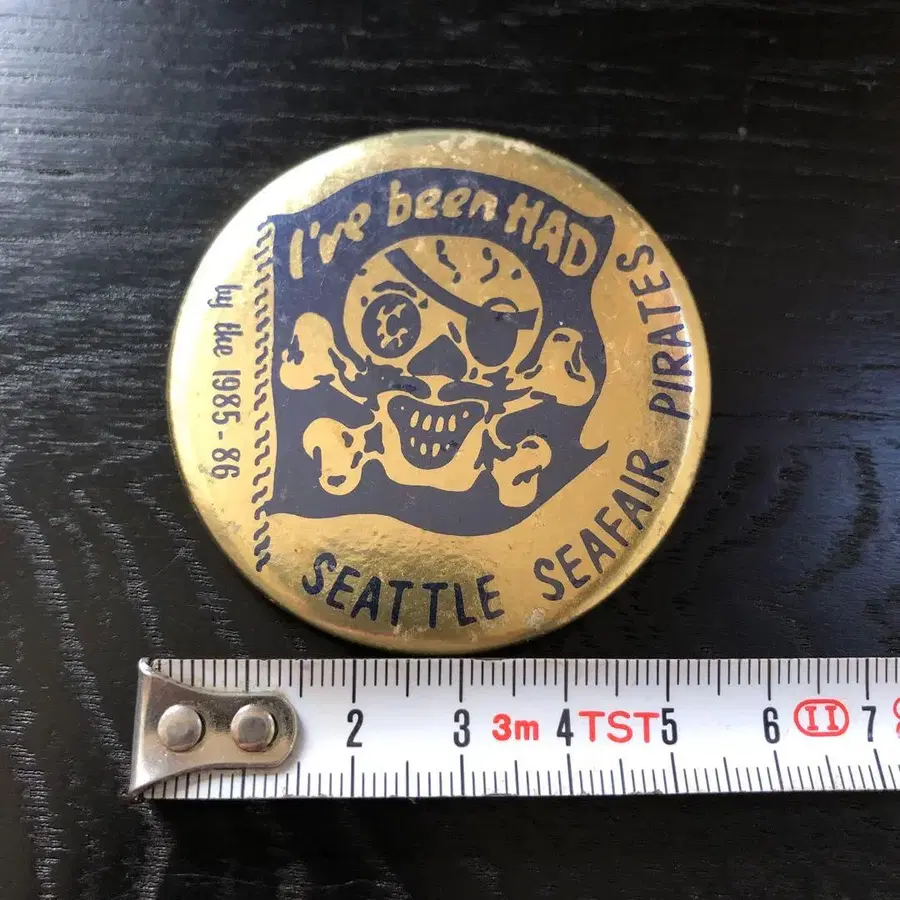 I've been HAD
by the 1985-86
SEATTLE SEAFAIR PIRATES
2 3 3m 4 TST 5 6 II 7